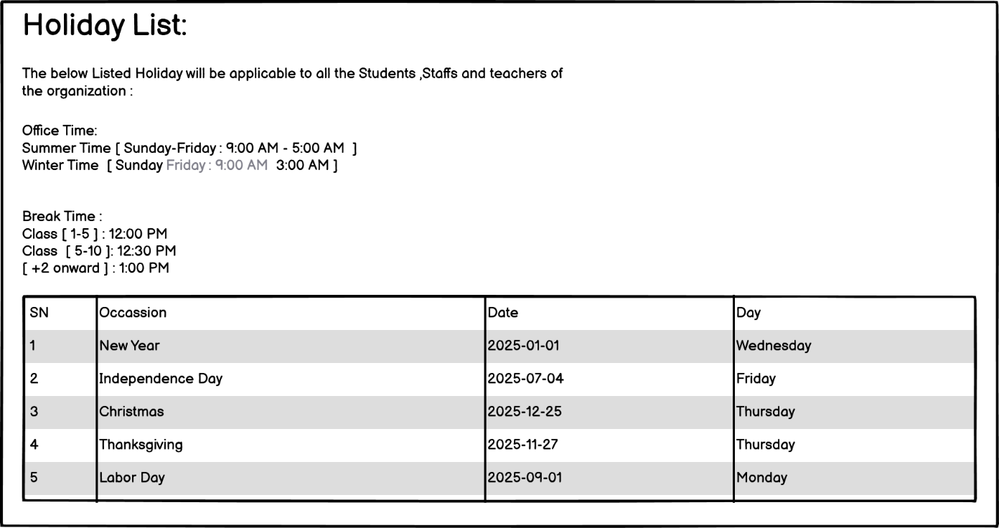 Holiday List:
The below Listed Holiday will be applicable to all the Students ,Staffs and teachers of
the organization :
Office Time:
Summer Time [ Sunday-Friday : 9:00 AM - 5:00 AM ]
Winter Time [ Sunday Friday : 9:00 AM 3:00 AM ]
Break Time :
Class [ 1-5 ] : 12:00 PM
Class [ 5-10 ]: 12:30 PM
[ +2 onward ] : 1:00 PM
SN Occassion Date Day
1 New Year 2025-01-01 Wednesday
2 Independence Day 2025-07-04 Friday
3 Christmas 2025-12-25 Thursday
4 Thanksgiving 2025-11-27 Thursday
5 Labor Day 2025-09-01 Monday